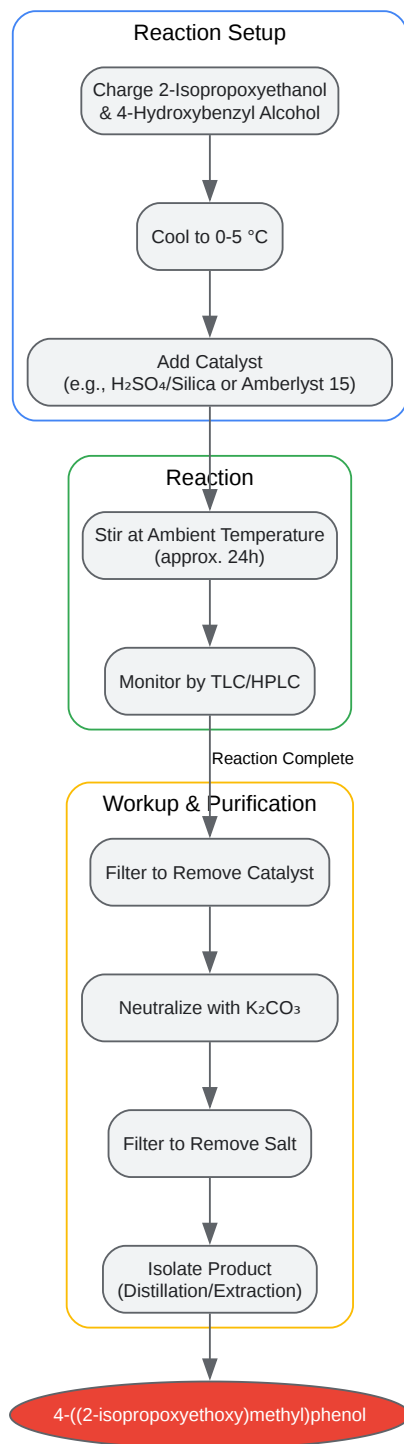 Reaction Setup
Charge 2-Isopropoxyethanol
& 4-Hydroxybenzyl Alcohol
Cool to 0-5 °C
Add Catalyst
(e.g., H₂SO₄/Silica or Amberlyst 15)
Reaction
Stir at Ambient Temperature
(approx. 24h)
Monitor by TLC/HPLC
Reaction Complete
Workup & Purification
Filter to Remove Catalyst
Neutralize with K₂CO₃
Filter to Remove Salt
Isolate Product
(Distillation/Extraction)
4-((2-isopropoxyethoxy)methyl)phenol